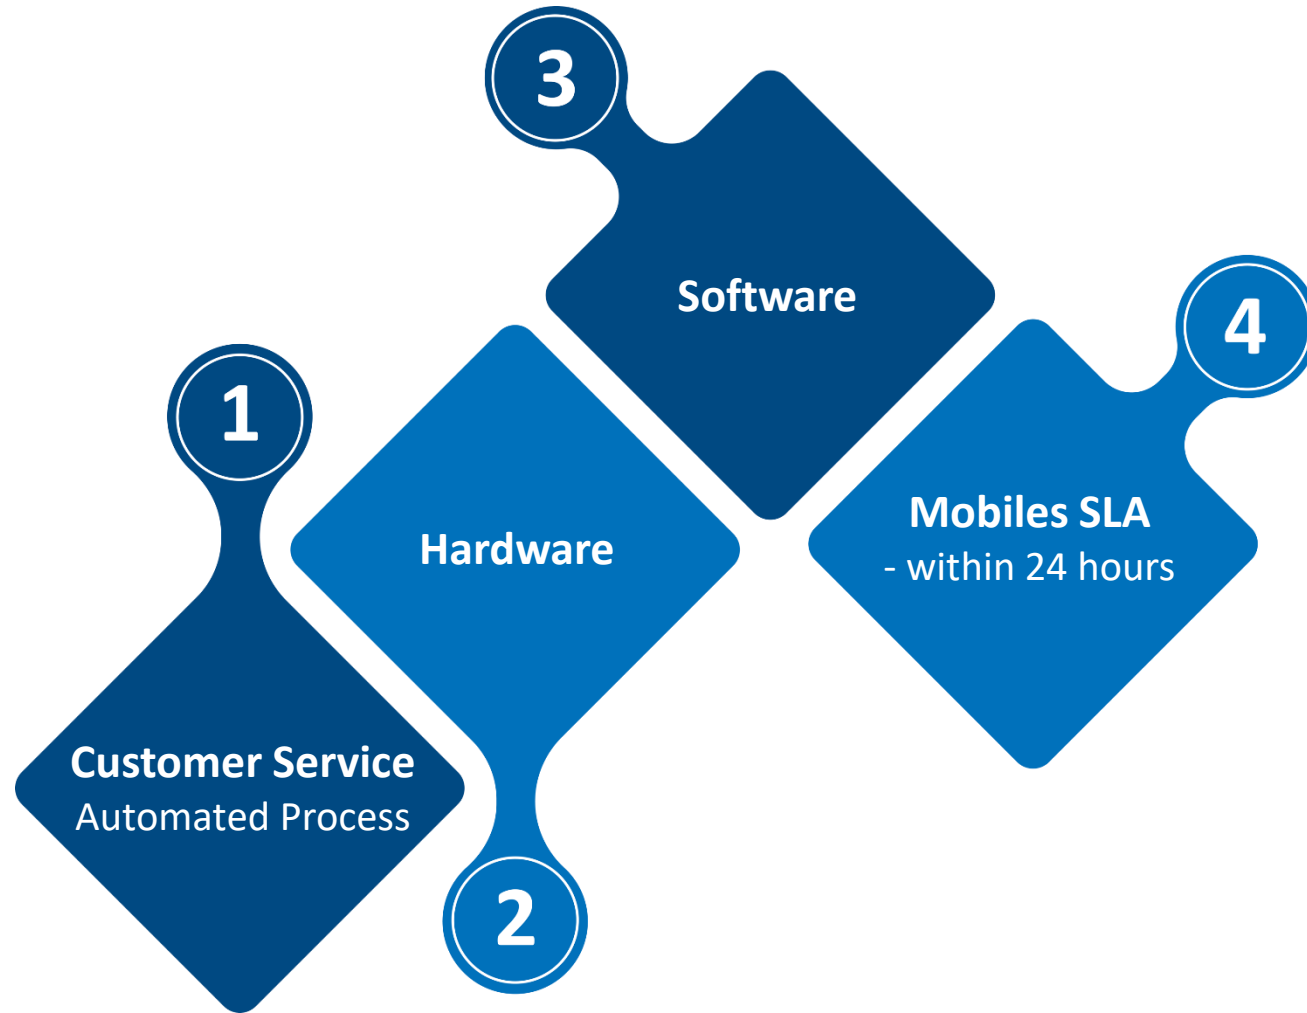 1
Customer Service
Automated Process
2
Hardware
3
Software
4
Mobiles SLA
- within 24 hours